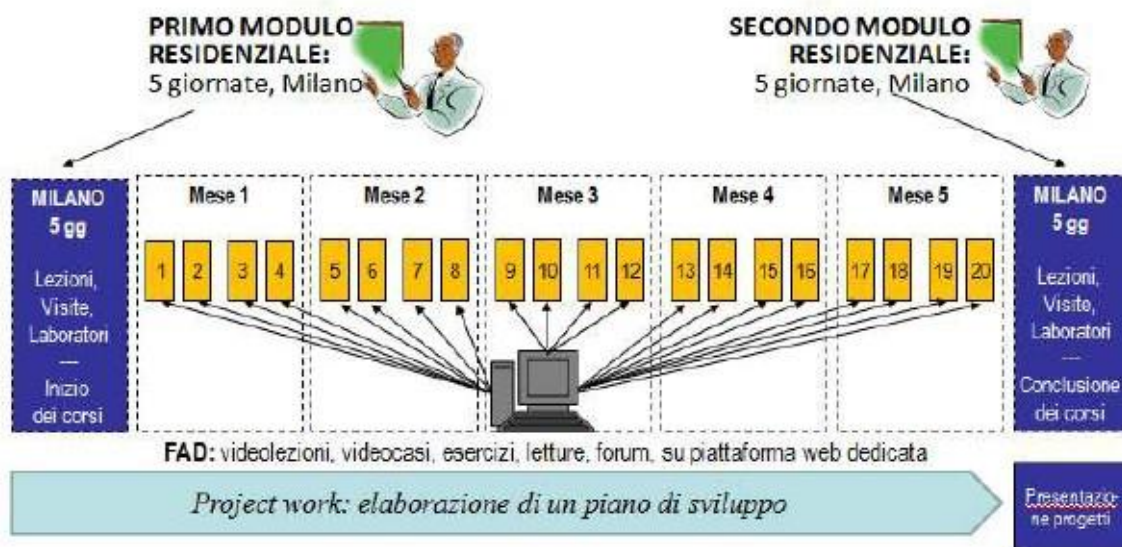 PRIMO MODULO
RESIDENZIALE:
5 giornate, Milano
SECONDO MODULO
RESIDENZIALE:
5 giornate, Milano
MILANO
5 gg
Lezioni,
Visite,
Laboratori
---
Inizio
dei corsi
Mese 1
Mese 2
Mese 3
Mese 4
Mese 5
1 2 3 4 5 6 7 8 9 10 11 12 13 14 15 16 17 18 19 20
MILANO
5 gg
Lezioni,
Visite,
Laboratori
---
Conclusione
dei corsi
FAD: videolezioni, videocasi, esercizi, letture, forum, su piattaforma web dedicata
Project work: elaborazione di un piano di sviluppo
Presentazio-
ne progetti